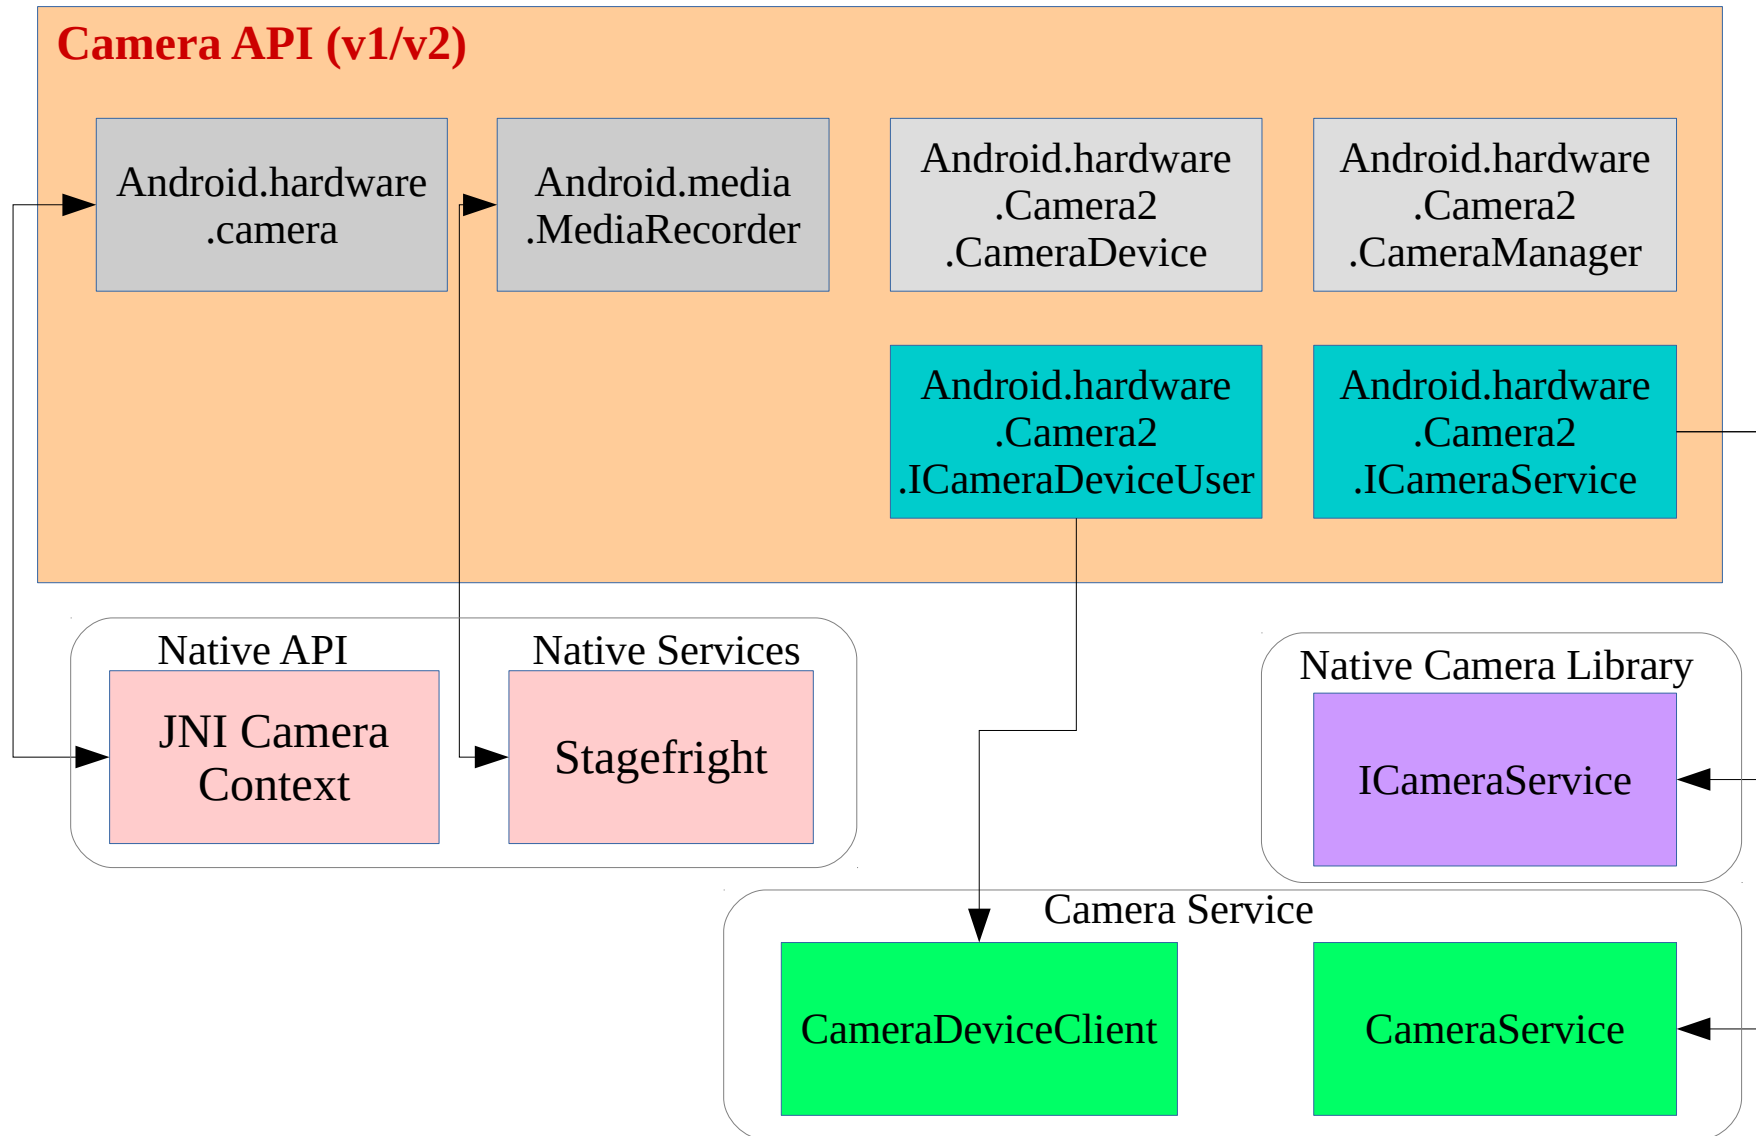 Camera API (v1/v2)
Android.hardware
.camera
Android.media
.MediaRecorder
Android.hardware
.Camera2
.CameraDevice
Android.hardware
.Camera2
.CameraManager
Android.hardware
.Camera2
.ICameraDeviceUser
Android.hardware
.Camera2
.ICameraService
Native API
JNI Camera
Context
Native Services
Stagefright
Native Camera Library
ICameraService
Camera Service
CameraDeviceClient
CameraService